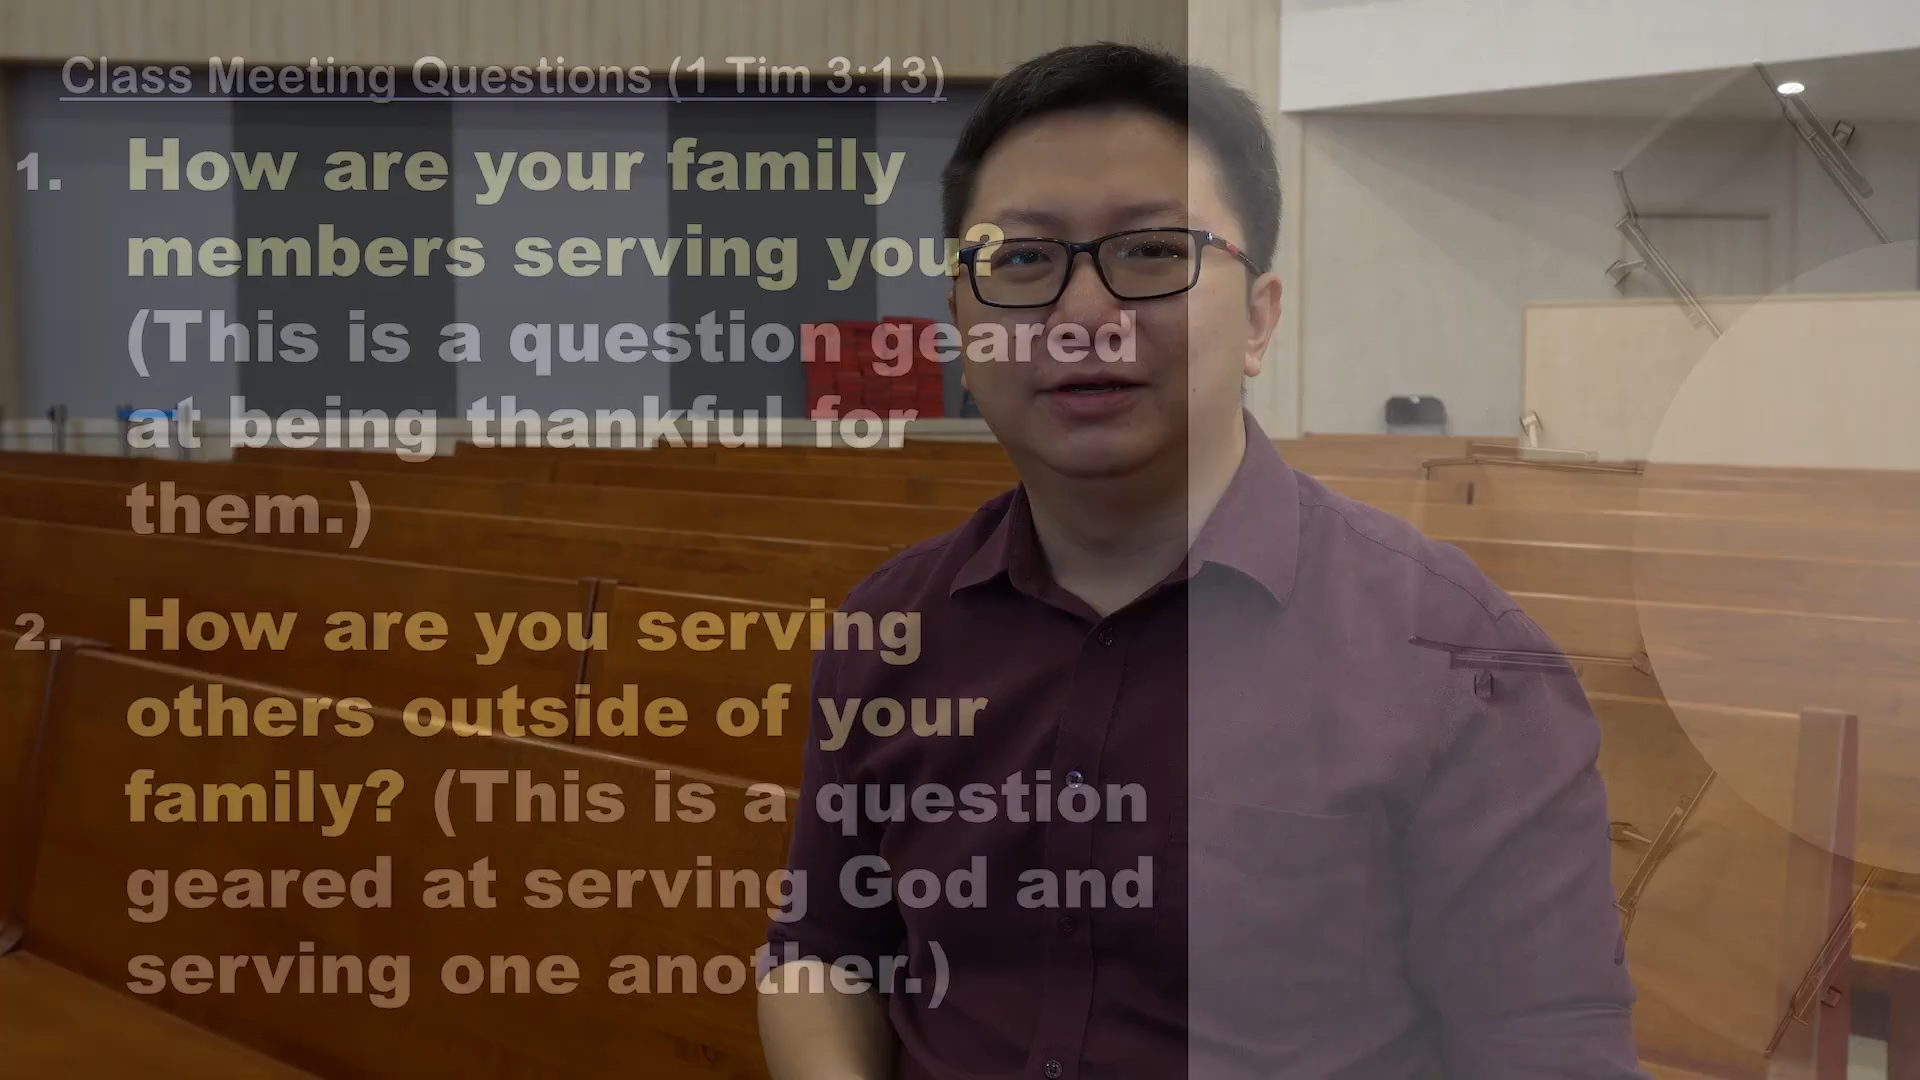 Class Meeting Questions (1 Tim 3:13)
1. How are your family
members serving you?
(This is a question geared
at being thankful for
them.)
2. How are you serving
others outside of your
family? (This is a question
geared at serving God and
serving one another.)